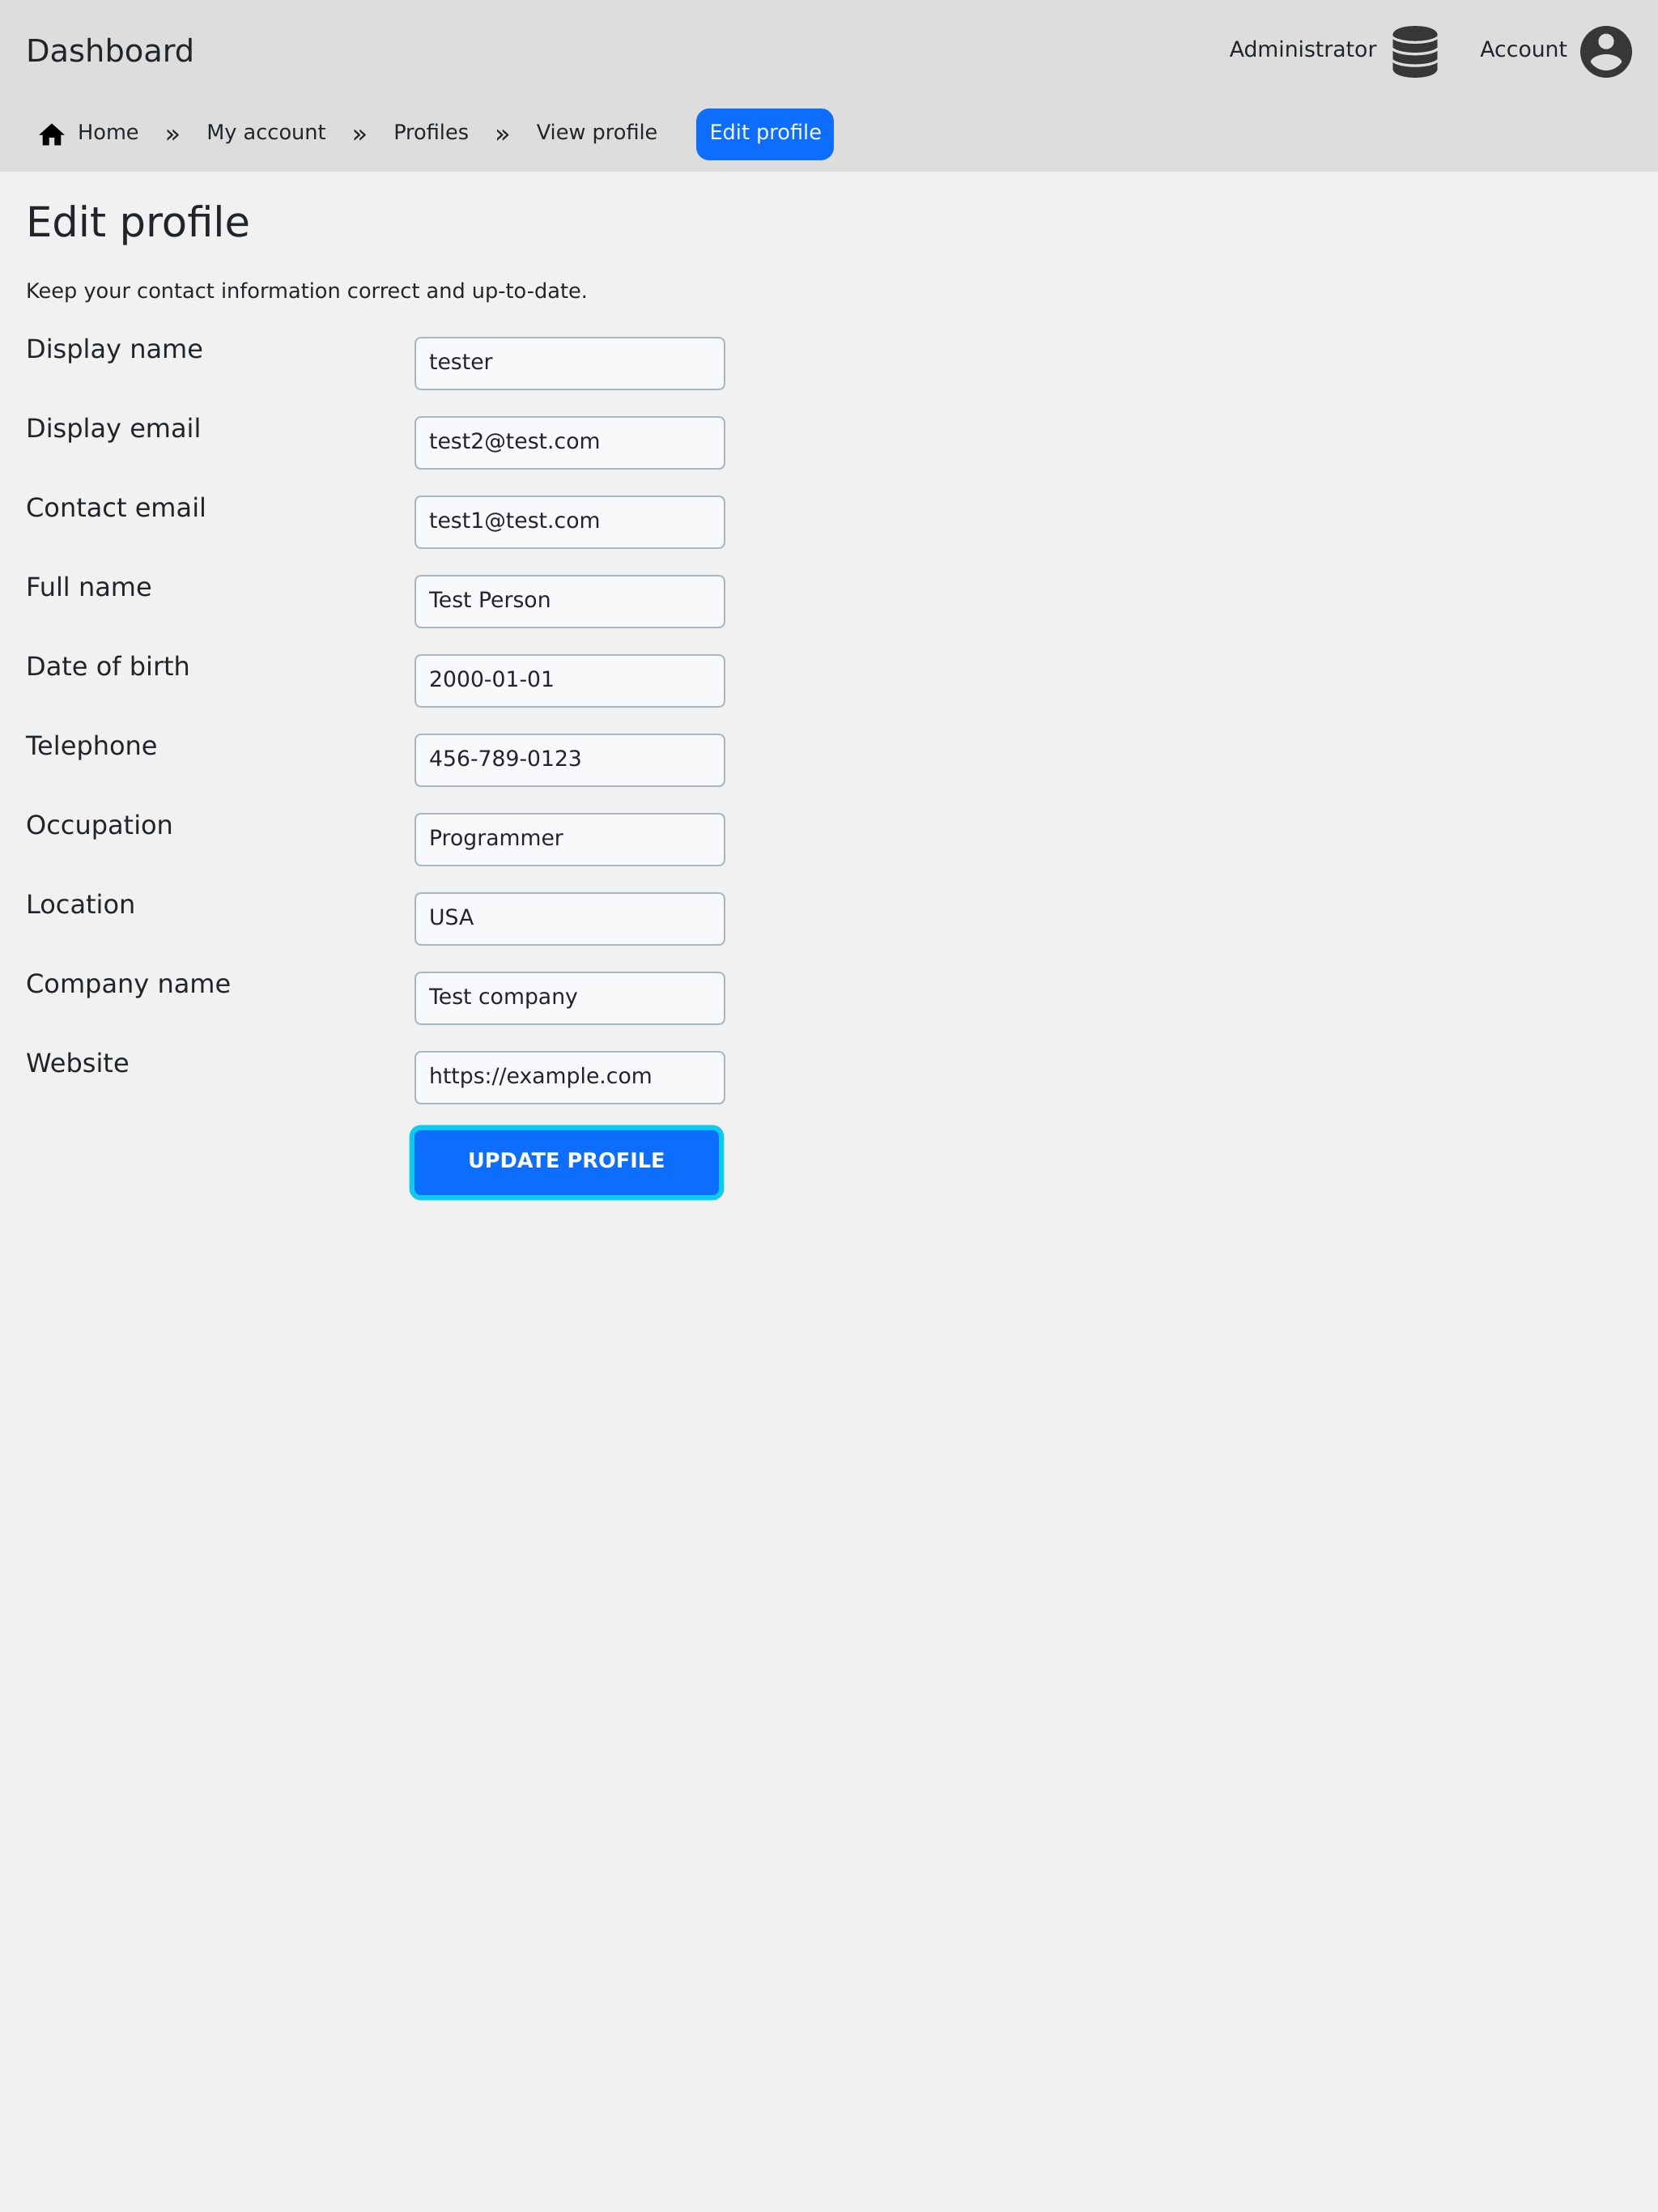 Dashboard
Administrator
Account
Home » My account » Profiles » View profile Edit profile
Edit profile
Keep your contact information correct and up-to-date.
Display name tester
Display email test2@test.com
Contact email test1@test.com
Full name Test Person
Date of birth 2000-01-01
Telephone 456-789-0123
Occupation Programmer
Location USA
Company name Test company
Website https://example.com
UPDATE PROFILE